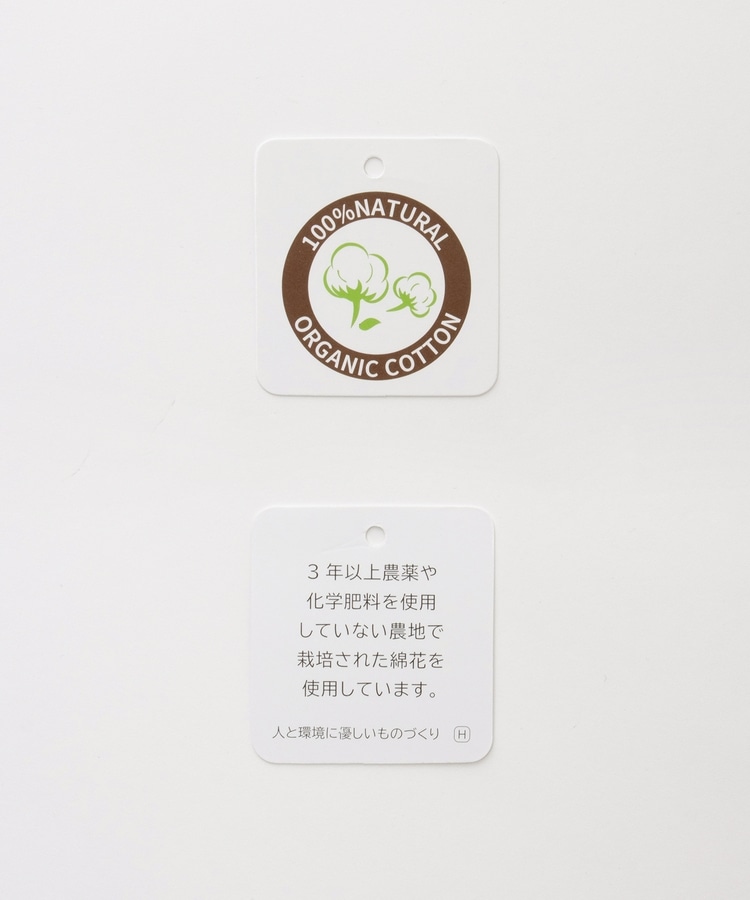 100%NATURAL
ORGANIC COTTON
3年以上農薬や
化学肥料を使用
していない農地で
栽培された綿花を
使用しています。
人と環境に優しいものづくり H